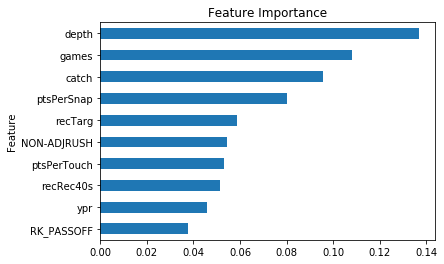 Feature Importance
depth
games
catch
ptsPerSnap
recTarg
NON-ADJRUSH
ptsPerTouch
recRec40s
ypr
RK_PASSOFF
Feature
0.00 0.02 0.04 0.06 0.08 0.10 0.12 0.14